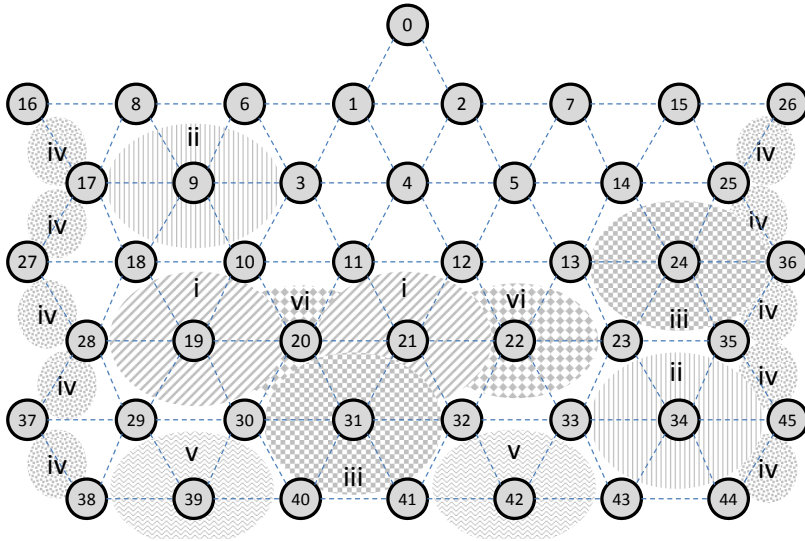 0
16 8 6 1 2 7 15 26
iv ii iv
17 9 3 4 5 14 25
iv iv
27 18 10 11 12 13 24 36
i vi i vi
iv iii iv
28 19 20 21 22 23 35
iv ii iv
37 29 30 31 32 33 34 45
iv v iii v iv
38 39 40 41 42 43 44